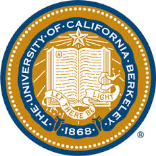 ·THE·UNIVERSITY·OF·CALIFORNIA·BERKELEY·
LET THERE BE LIGHT
·1868·
®